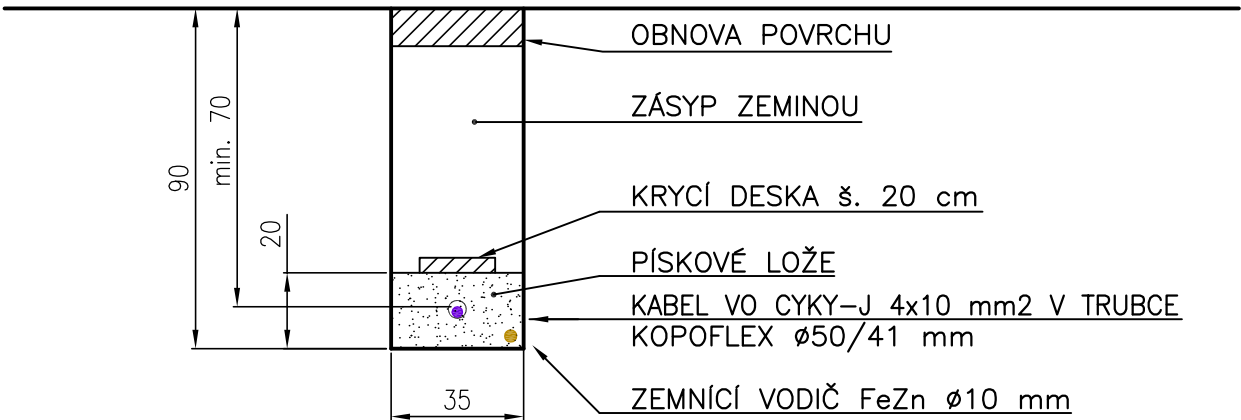 OBNOVA POVRCHU
ZÁSYP ZEMINOU
90
min. 70
KRYCÍ DESKA š. 20 cm
20
PÍSKOVÉ LOŽE
KABEL VO CYKY-J 4x10 mm2 V TRUBCE
KOPOFLEX ø50/41 mm
35
ZEMNÍCÍ VODIČ FeZn ø10 mm